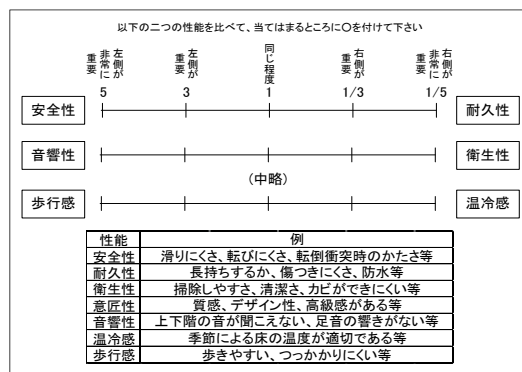 以下の二つの性能を比べて、当てはまるところに〇を付けて下さい
左側が非常に重要
左側が重要
同じ程度
右側が重要
右側が非常に重要
5 3 1 1/3 1/5
安全性 耐久性
音響性 衛生性
(中略)
歩行感 温冷感
性能 例
安全性 滑りにくさ、転びにくさ、転倒衝突時のかたさ等
耐久性 長持ちするか、傷つきにくさ、防水等
衛生性 掃除しやすさ、清潔さ、カビができにくい等
意匠性 質感、デザイン性、高級感がある等
音響性 上下階の音が聞こえない、足音の響きがない等
温冷感 季節による床の温度が適切である等
歩行感 歩きやすい、つっかかりにくい等